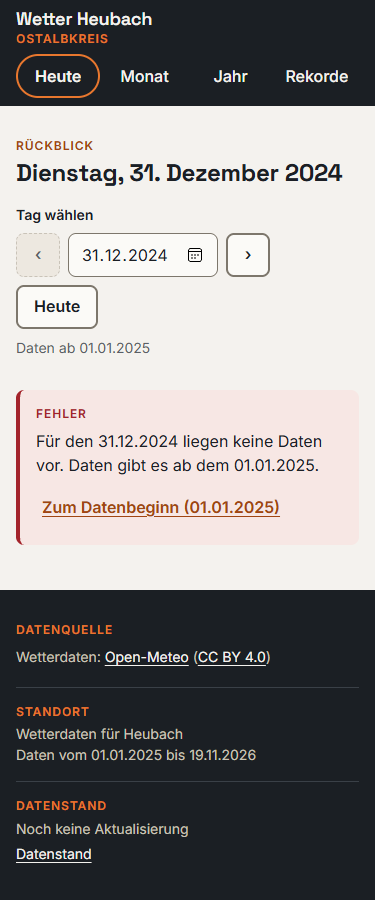 Wetter Heubach
OSTALBKREIS
Heute Monat Jahr Rekorde
RÜCKBLICK
Dienstag, 31. Dezember 2024
Tag wählen
‹ 31.12.2024 ›
Heute
Daten ab 01.01.2025
FEHLER
Für den 31.12.2024 liegen keine Daten
vor. Daten gibt es ab dem 01.01.2025.
Zum Datenbeginn (01.01.2025)
DATENQUELLE
Wetterdaten: Open-Meteo (CC BY 4.0)
STANDORT
Wetterdaten für Heubach
Daten vom 01.01.2025 bis 19.11.2026
DATENSTAND
Noch keine Aktualisierung
Datenstand